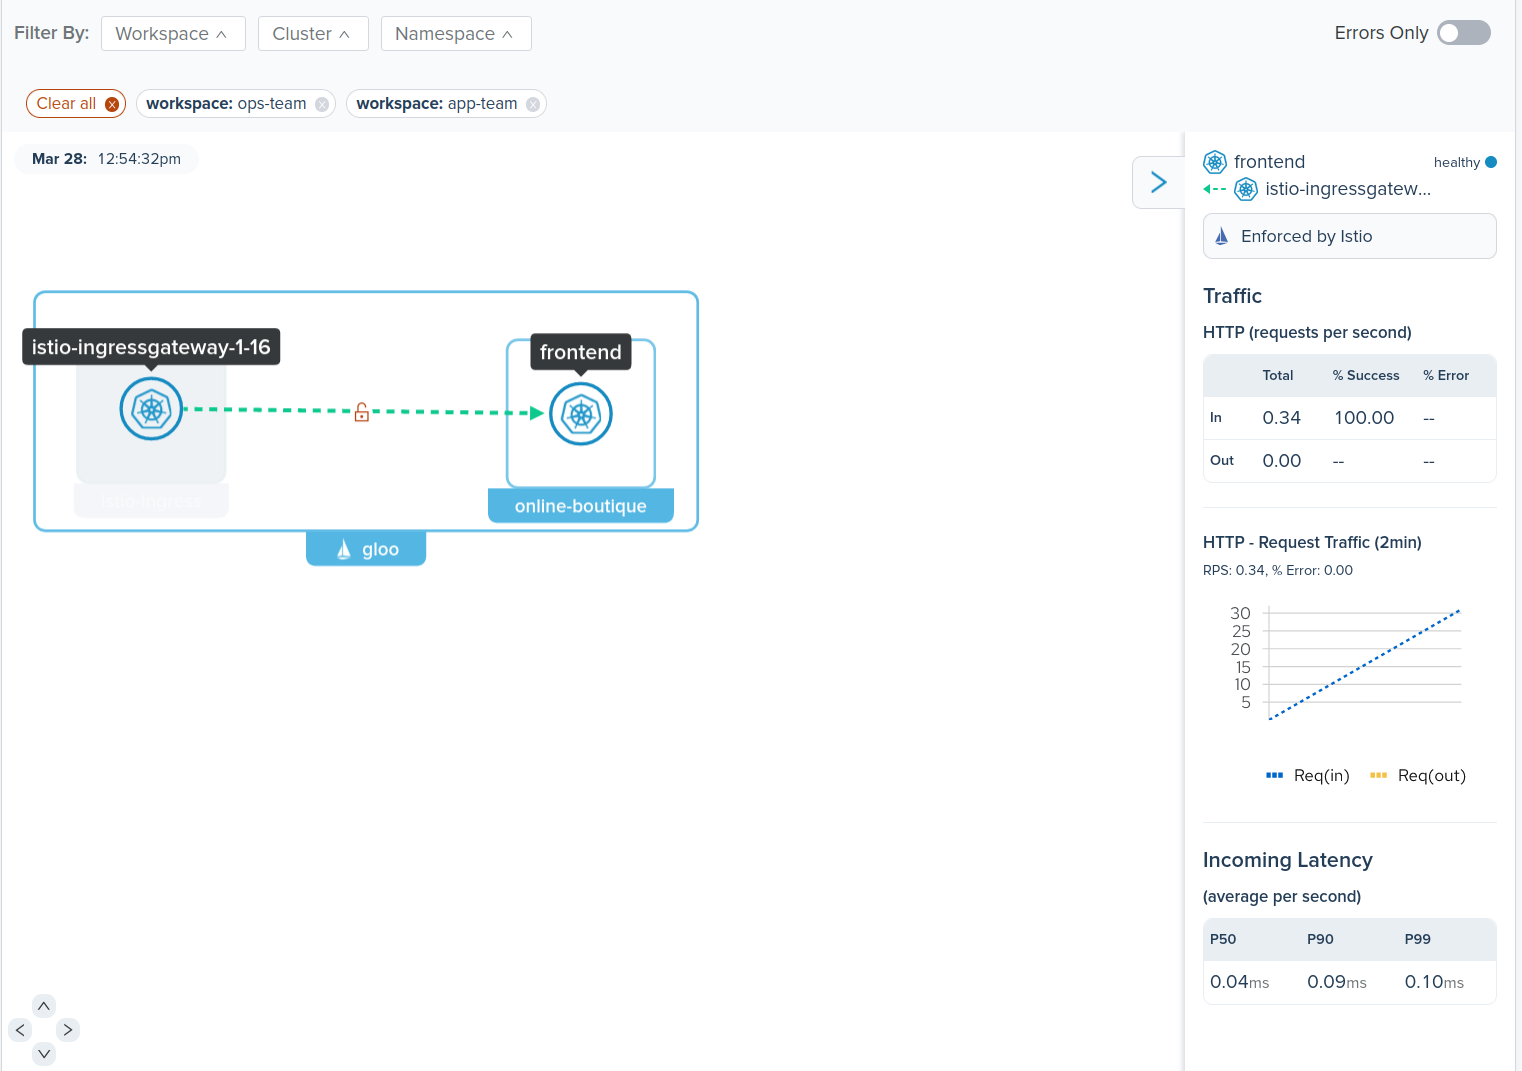 Filter By: Workspace Cluster Namespace Errors Only
Clear all workspace: ops-team workspace: app-team
Mar 28: 12:54:32pm
istio-ingressgateway-1-16
frontend
istio-ingress
online-boutique
gloo
frontend healthy
istio-ingressgatew...
Enforced by Istio
Traffic
HTTP (requests per second)
Total % Success % Error
In 0.34 100.00 --
Out 0.00 -- --
HTTP - Request Traffic (2min)
RPS: 0.34, % Error: 0.00
30
25
20
15
10
5
Req(in) Req(out)
Incoming Latency
(average per second)
P50 P90 P99
0.04ms 0.09ms 0.10ms